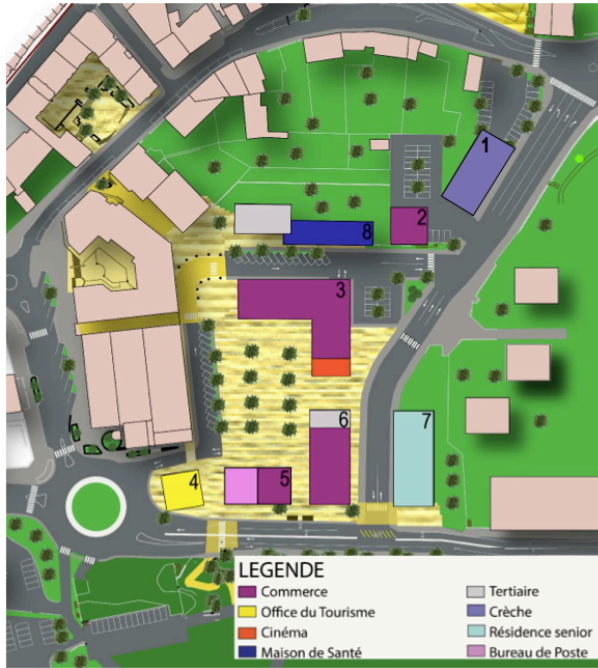 1
2
8
3
6
7
4
5
LEGENDE
Commerce
Office du Tourisme
Cinéma
Maison de Santé
Tertiaire
Crèche
Résidence senior
Bureau de Poste